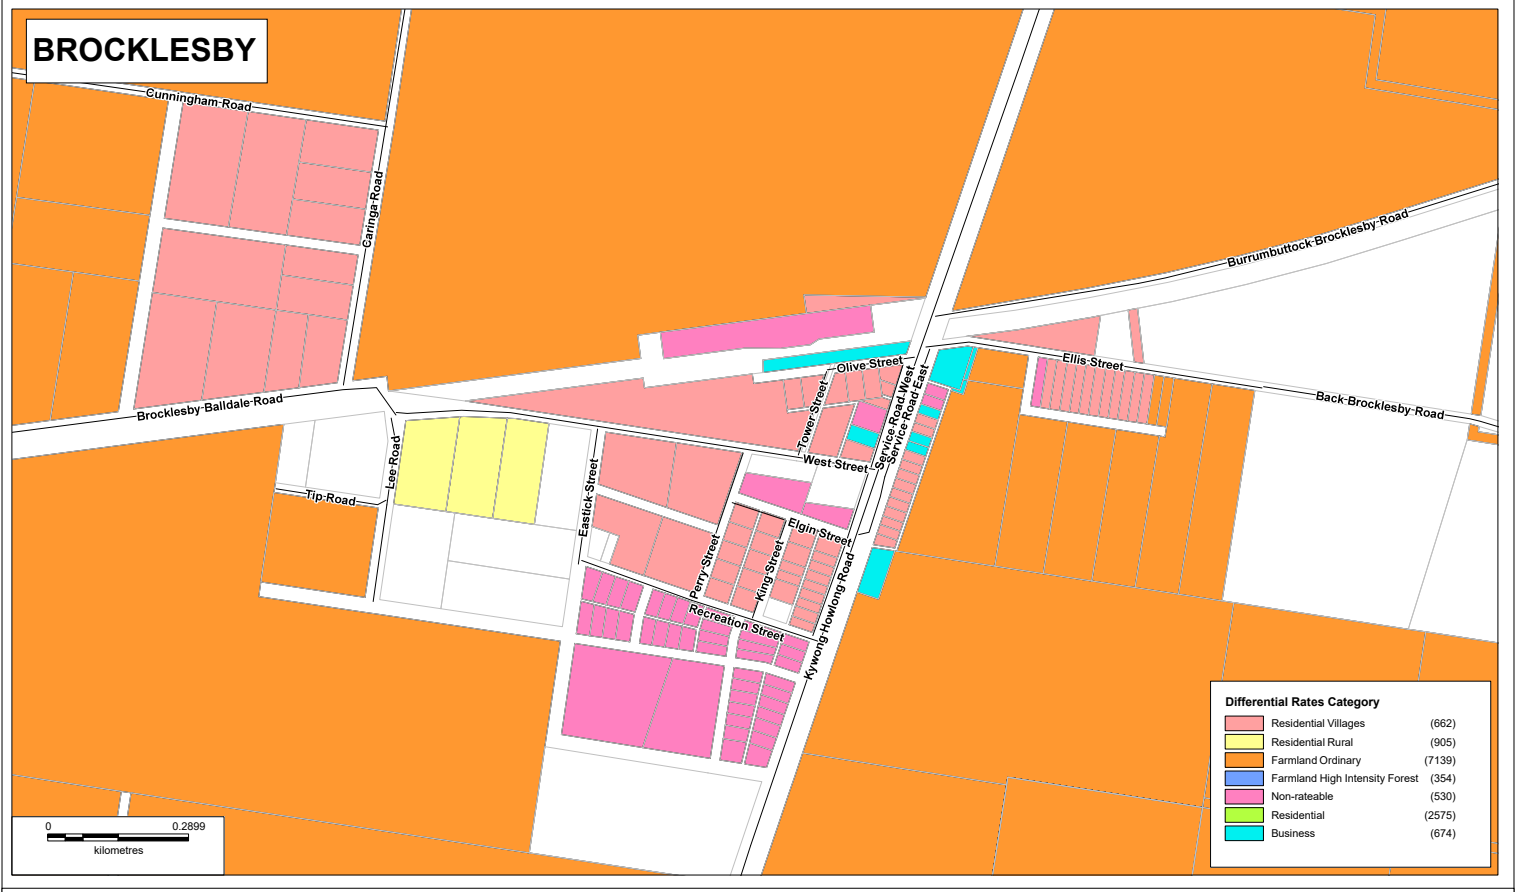 BROCKLESBY
Cunningham Road
Caringa Road
Burrumbuttock Brocklesby Road
Olive Street
Ellis Street
Tower Street
Service Road West
Service Road East
Brocklesby Balldale Road
Back Brocklesby Road
Lee Road
West Street
Eastick Street
Tip Road
Elgin Street
Perry Street
King Street
Kywong Howlong Road
Recreation Street
Differential Rates Category
Residential Villages (662)
Residential Rural (905)
Farmland Ordinary (7139)
Farmland High Intensity Forest (354)
Non-rateable (530)
Residential (2575)
Business (674)
0 0.2899
kilometres